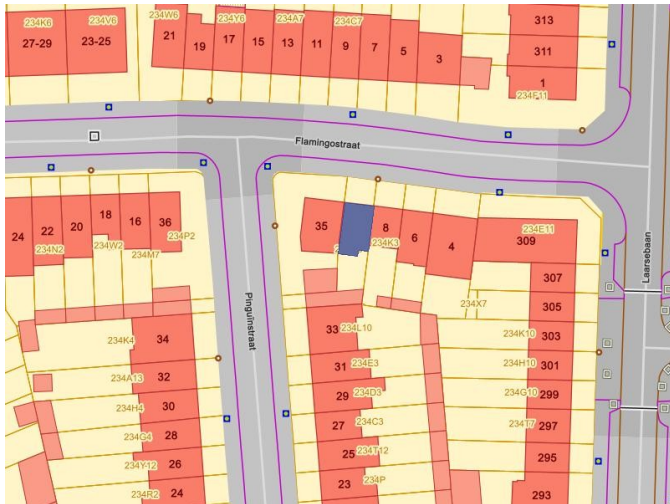 234K6
234V6
27-29
23-25
234W6
21
19
234Y6
17
15
234A7
13
11
234C7
9
7
5
3
313
311
1
234F11
Flamingostraat
Laarsebaan
Pinguïnstraat
24
22
234N2
20
18
234W2
16
234M7
36
234P2
35
8
234K3
6
4
309
234E11
307
305
234X7
234K10
303
234H10
301
234G10
299
234T7
297
295
293
234K4
34
234A13
32
234H4
30
234G4
28
234Y12
26
234R2
24
33
234L10
31
234E3
29
234D3
27
234C3
25
234T12
23
234P